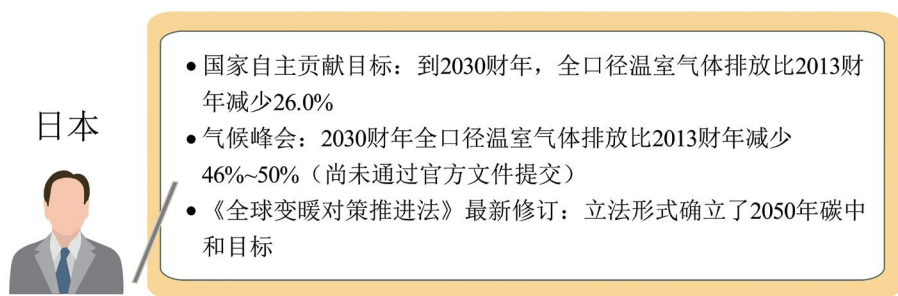 日本
• 国家自主贡献目标：到2030财年，全口径温室气体排放比2013财
年减少26.0%
• 气候峰会：2030财年全口径温室气体排放比2013财年减少
46%~50%（尚未通过官方文件提交）
• 《全球变暖对策推进法》最新修订：立法形式确立了2050年碳中
和目标